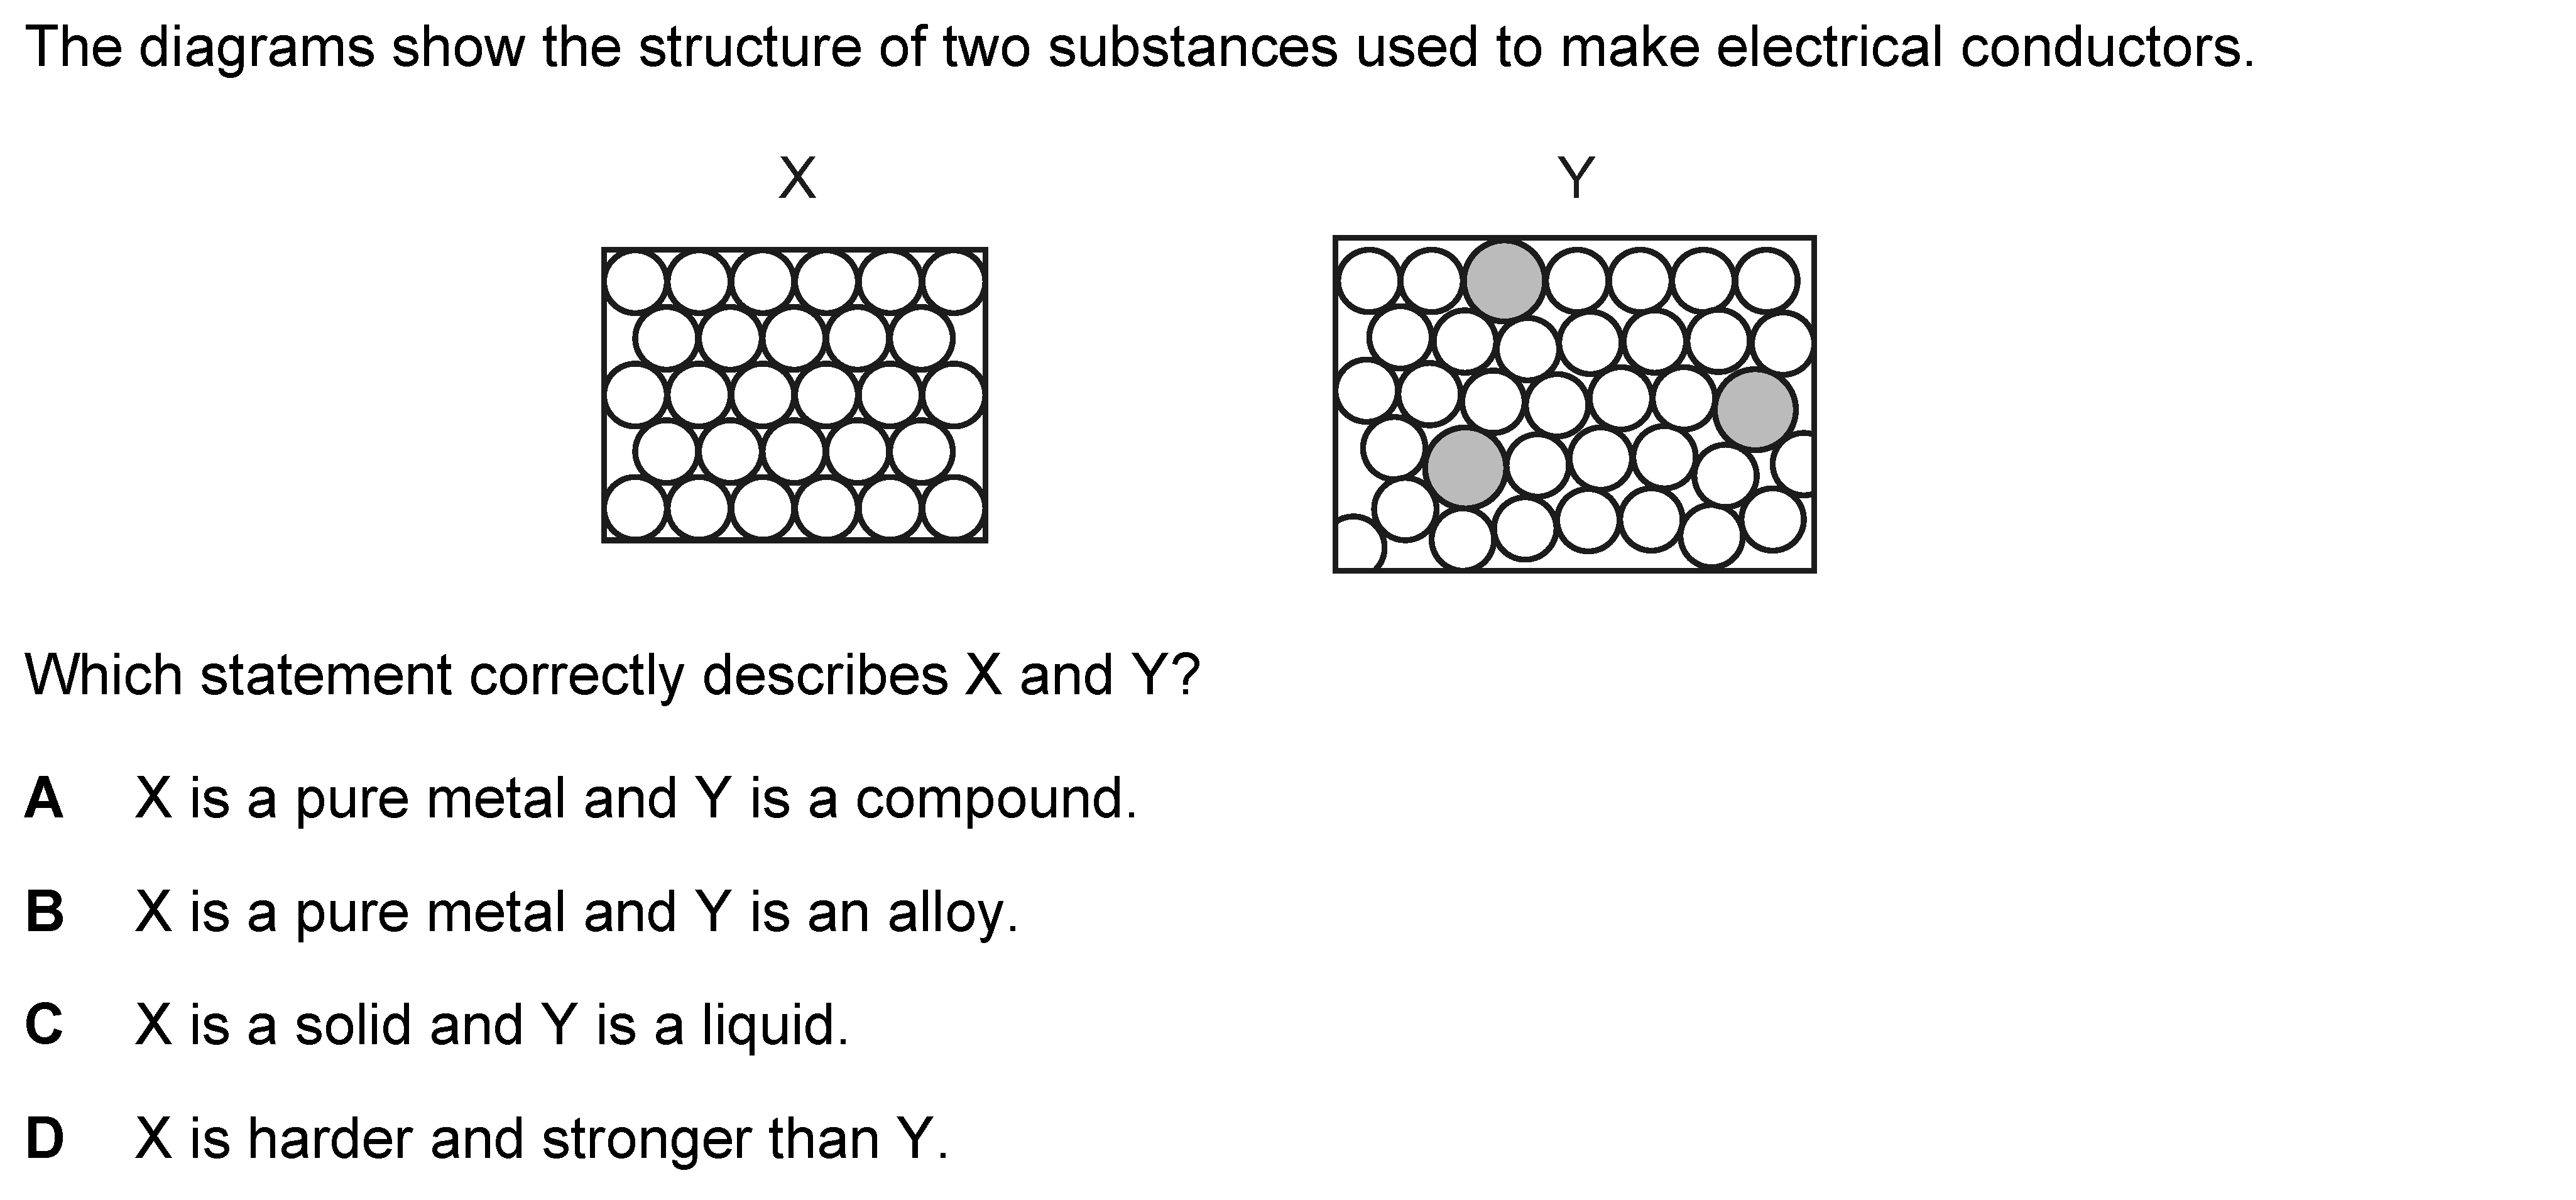 The diagrams show the structure of two substances used to make electrical conductors.
X Y
Which statement correctly describes X and Y?
A X is a pure metal and Y is a compound.
B X is a pure metal and Y is an alloy.
C X is a solid and Y is a liquid.
D X is harder and stronger than Y.